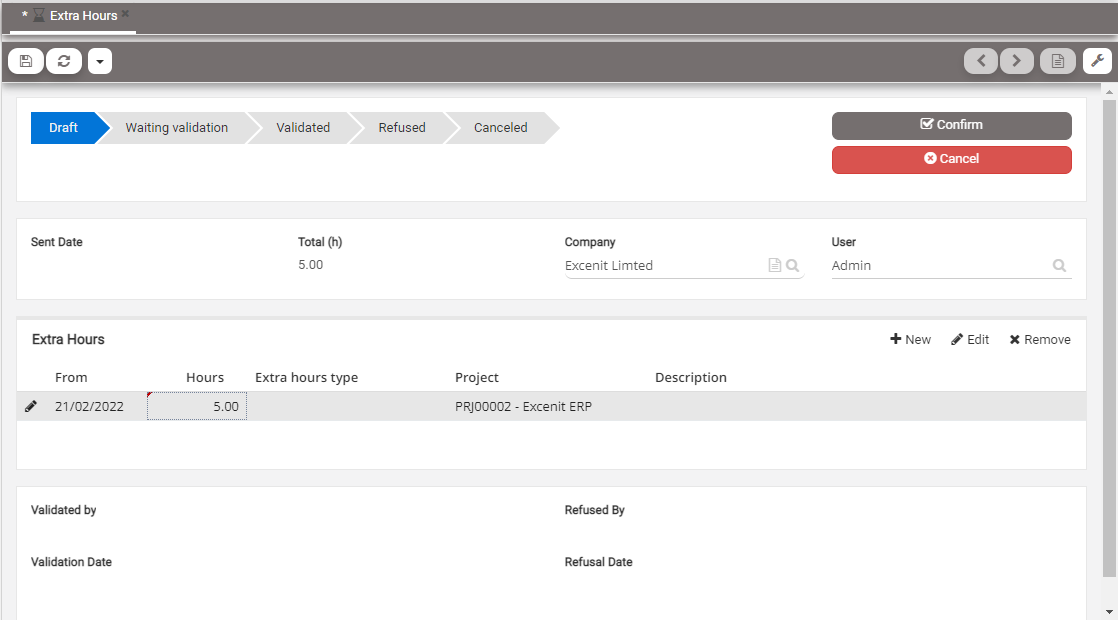 * Extra Hours ×
Draft Waiting validation Validated Refused Canceled Confirm
Cancel
Sent Date Total (h) Company User
5.00 Excenit Limted Admin
Extra Hours New Edit Remove
From Hours Extra hours type Project Description
21/02/2022 5.00 PRJ00002 - Excenit ERP
Validated by Refused By
Validation Date Refusal Date